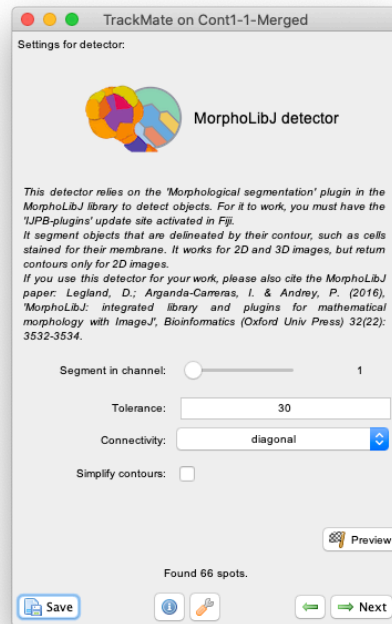 TrackMate on Cont1-1-Merged
Settings for detector:
MorphoLibJ detector
This detector relies on the 'Morphological segmentation' plugin in the
MorphoLibJ library to detect objects. For it to work, you must have the
'IJPB-plugins' update site activated in Fiji.
It segment objects that are delineated by their contour, such as cells
stained for their membrane. It works for 2D and 3D images, but return
contours only for 2D images.
If you use this detector for your work, please also cite the MorphoLibJ
paper: Legland, D.; Arganda-Carreras, I. & Andrey, P. (2016),
'MorphoLibJ: integrated library and plugins for mathematical
morphology with ImageJ', Bioinformatics (Oxford Univ Press) 32(22):
3532-3534.
Segment in channel: 1
Tolerance: 30
Connectivity: diagonal
Simplify contours:
Preview
Found 66 spots.
Save Next